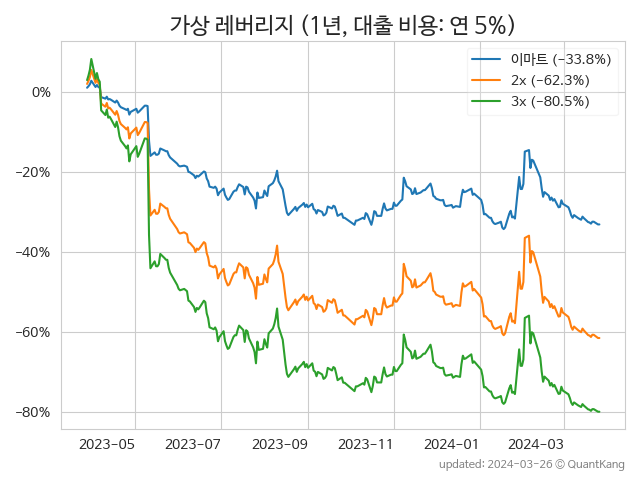 가상 레버리지 (1년, 대출 비용: 연 5%)
이마트 (−33.8%)
2x (−62.3%)
3x (−80.5%)
0%
−20%
−40%
−60%
−80%
2023-05 2023-07 2023-09 2023-11 2024-01 2024-03
updated: 2024-03-26 © QuantKang